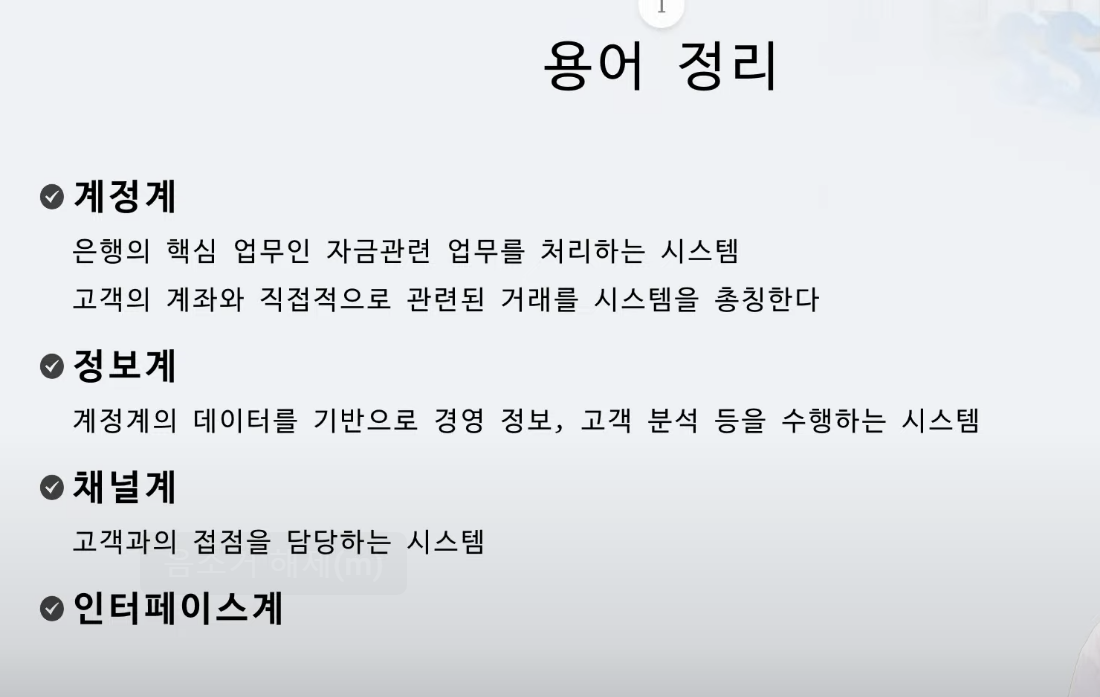 용어 정리
계정계
은행의 핵심 업무인 자금관련 업무를 처리하는 시스템
고객의 계좌와 직접적으로 관련된 거래를 시스템을 총칭한다
정보계
계정계의 데이터를 기반으로 경영 정보, 고객 분석 등을 수행하는 시스템
채널계
고객과의 접점을 담당하는 시스템
음소거 해제(m)
인터페이스계